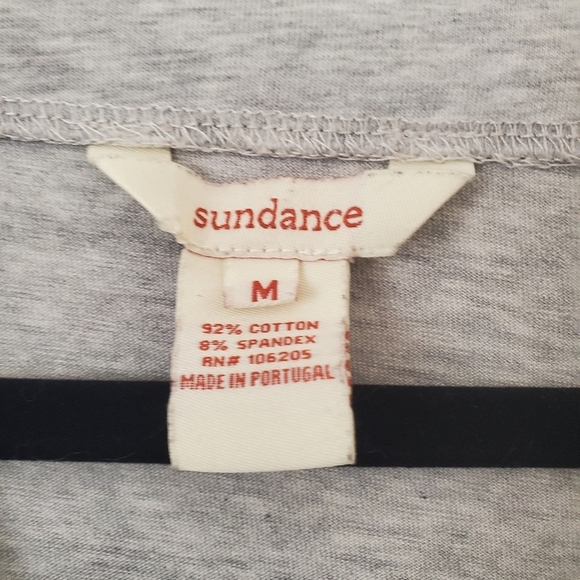 sundance
M
92% COTTON
8% SPANDEX
RN# 106205
MADE IN PORTUGAL